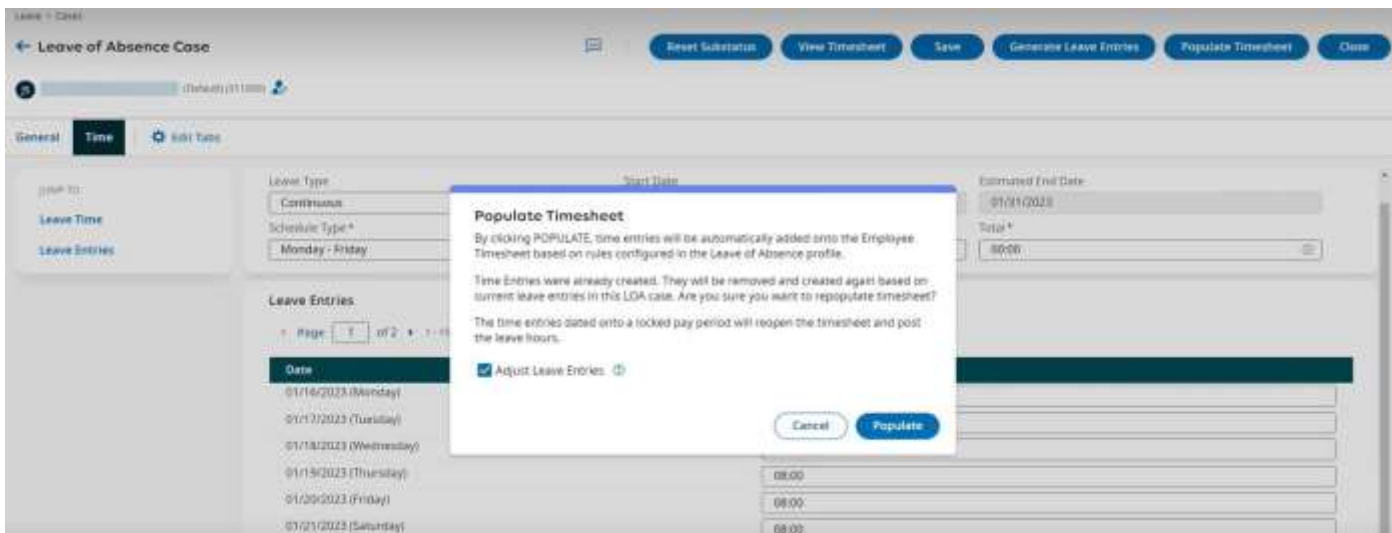 Leave > Cases
← Leave of Absence Case
Reset Substatus View Timesheet Save Generate Leave Entries Populate Timesheet Close
(Default)
General Time Edit Tabs
JUMP TO:
Leave Time
Leave Entries
Leave Type Start Date Estimated End Date
Continuous 01/31/2023
Schedule Type * Total *
Monday - Friday 00:00
Populate Timesheet
By clicking POPULATE, time entries will be automatically added onto the Employee
Timesheet based on rules configured in the Leave of Absence profile.
Time Entries were already created. They will be removed and created again based on
current leave entries in this LOA case. Are you sure you want to repopulate timesheet?
The time entries dated onto a locked pay period will reopen the timesheet and post
the leave hours.
Adjust Leave Entries
Cancel Populate
Leave Entries
Page 1 of 2
Date
01/16/2023 (Monday)
01/17/2023 (Tuesday)
01/18/2023 (Wednesday)
01/19/2023 (Thursday) 08:00
01/20/2023 (Friday) 08:00
01/21/2023 (Saturday) 08:00